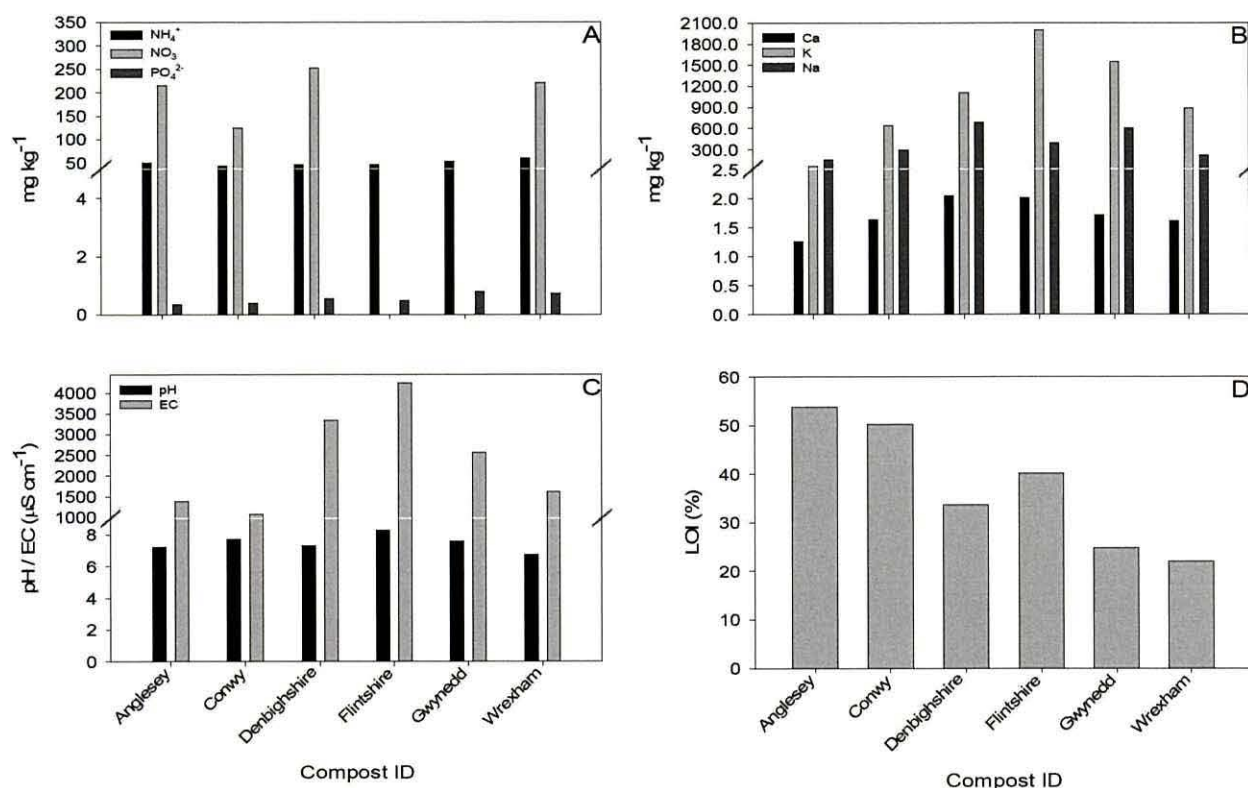 A
NH₄⁺
NO₃
PO₄²⁻
350
300
250
200
150
100
50
4
2
0
mg kg⁻¹
B
Ca
K
Na
2100.0
1800.0
1500.0
1200.0
900.0
600.0
300.0
2.5
2.0
1.5
1.0
0.5
0.0
mg kg⁻¹
C
pH
EC
4000
3500
3000
2500
2000
1500
1000
8
6
4
2
0
pH / EC (µS cm⁻¹)
Anglesey
Conwy
Denbighshire
Flintshire
Gwynedd
Wrexham
Compost ID
D
60
50
40
30
20
10
0
LOI (%)
Anglesey
Conwy
Denbighshire
Flintshire
Gwynedd
Wrexham
Compost ID